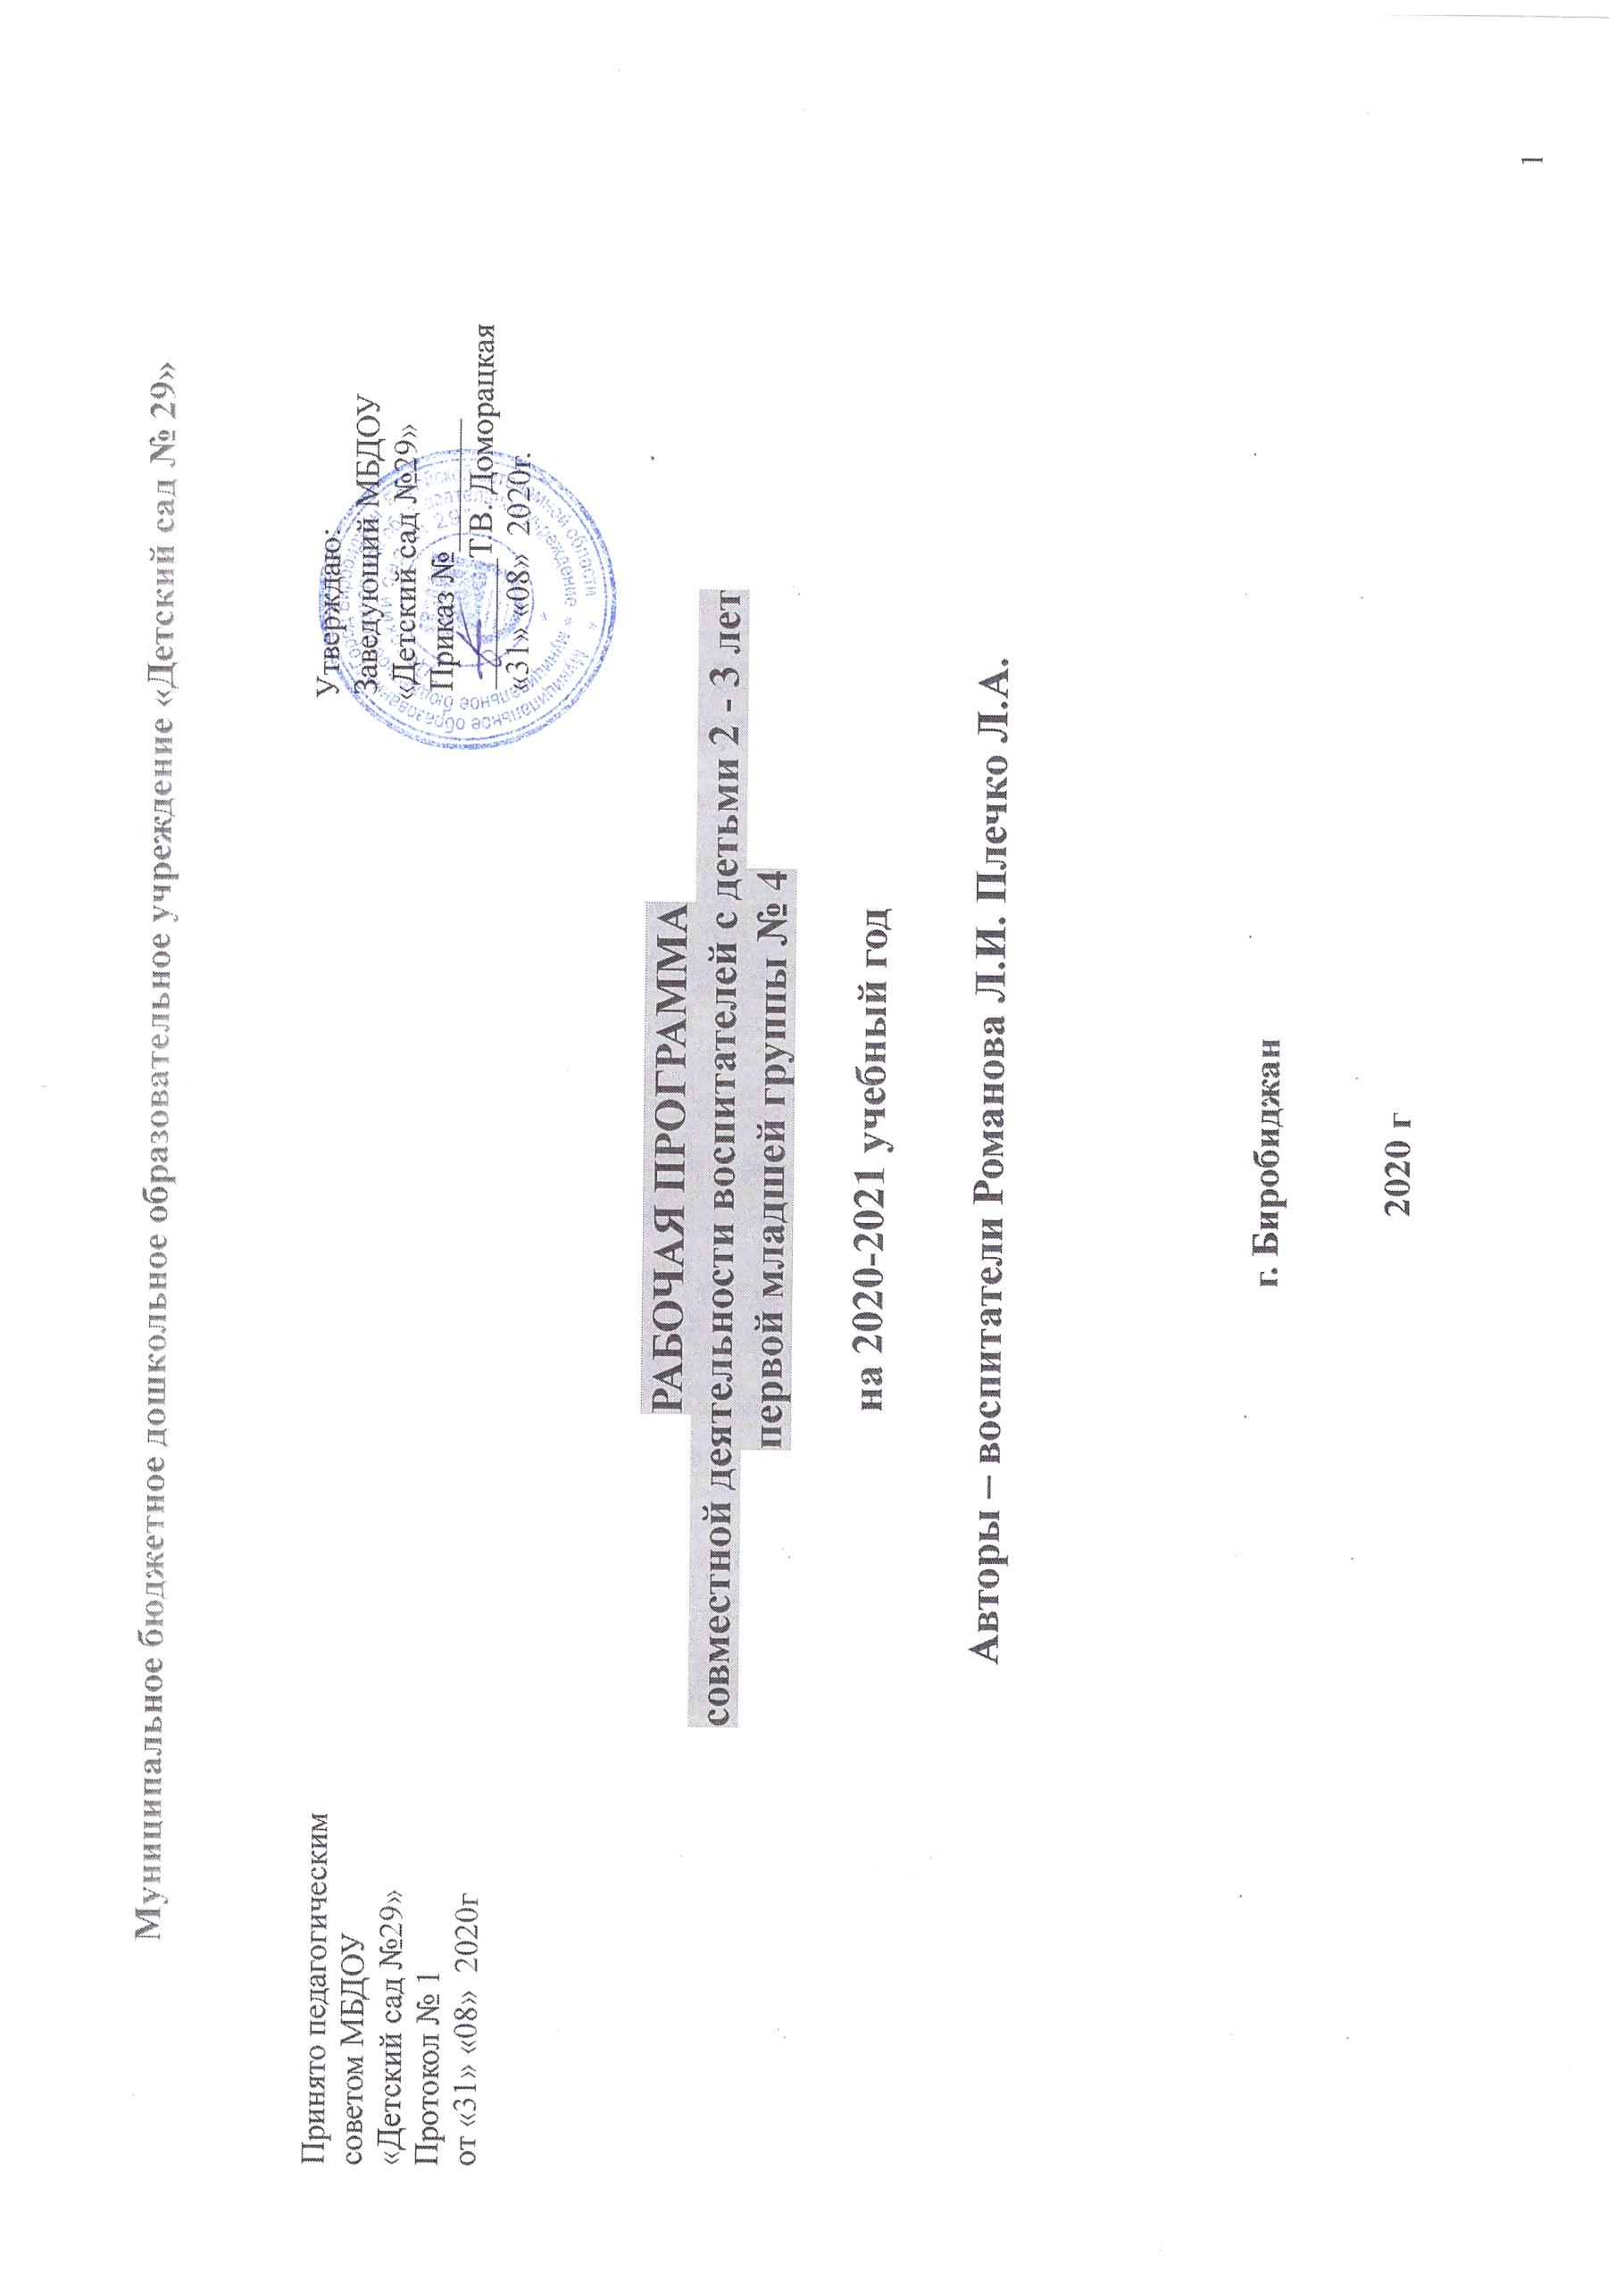 Муниципальное бюджетное дошкольное образовательное учреждение «Детский сад № 29»
Принято педагогическим
советом МБДОУ
«Детский сад №29»
Протокол № 1
от «31» «08» 2020г
Утверждаю:
Заведующий МБДОУ
«Детский сад №29»
Приказ №
Т.В. Доморацкая
«31» «08» 2020г.
РАБОЧАЯ ПРОГРАММА
совместной деятельности воспитателей с детьми 2 - 3 лет
первой младшей группы № 4
на 2020-2021 учебный год
Авторы – воспитатели Романова Л.И. Плечко Л.А.
г. Биробиджан
2020 г
1